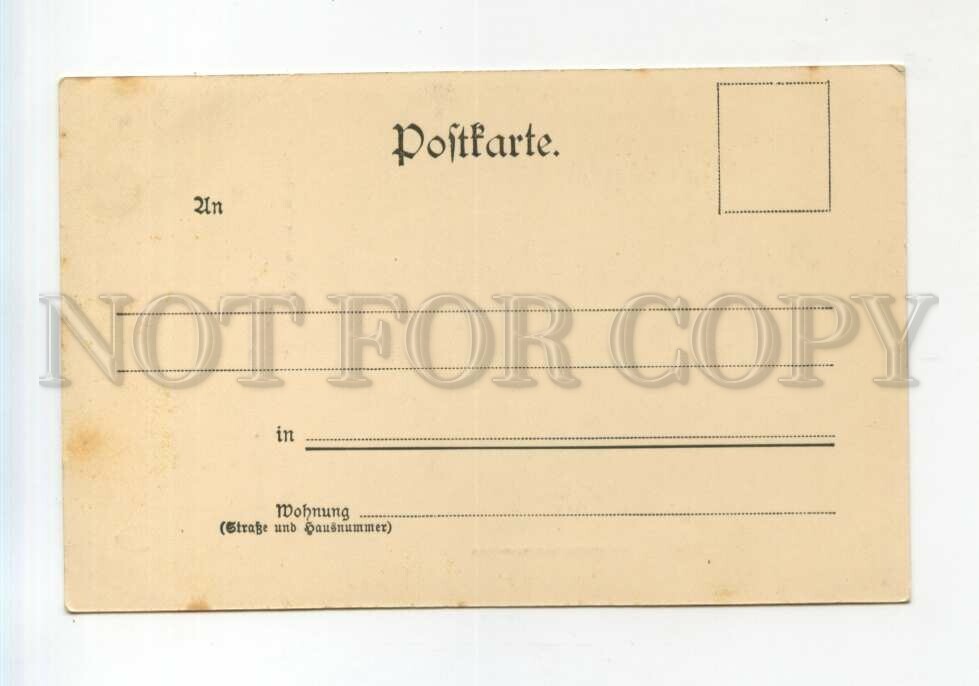 Poſtkarte.
An
NOT FOR COPY
in
Wohnung
(Straße und Hausnummer)